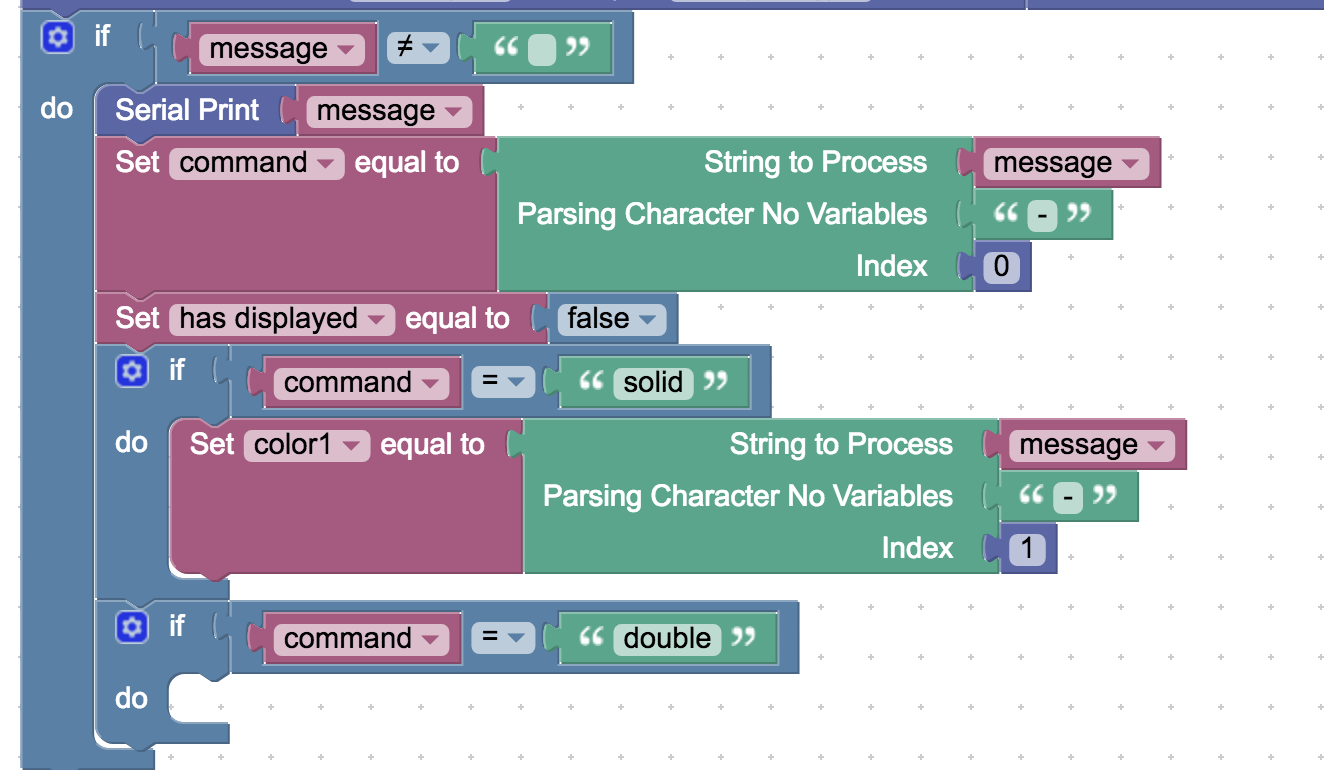 if message ≠ “ ”
do Serial Print message
Set command equal to String to Process message
Parsing Character No Variables “ - ”
Index 0
Set has displayed equal to false
if command = “ solid ”
do Set color1 equal to String to Process message
Parsing Character No Variables “ - ”
Index 1
if command = “ double ”
do